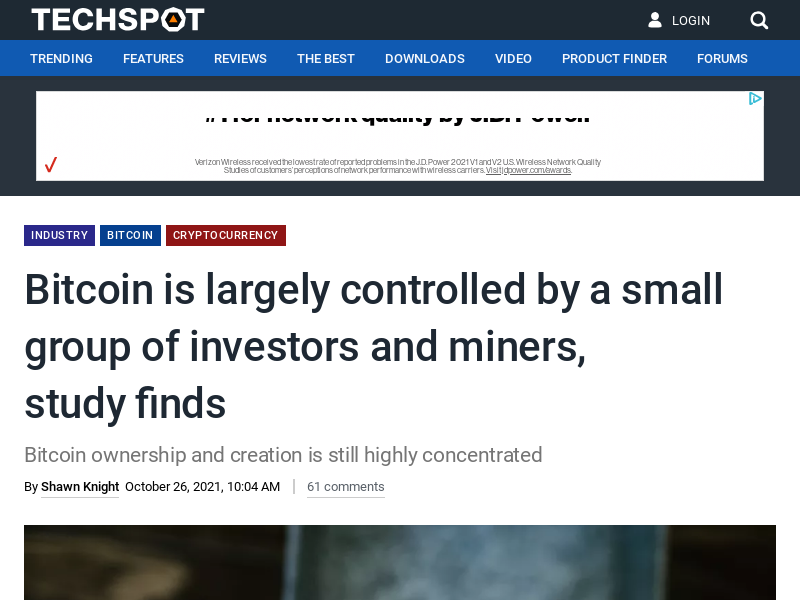 TECHSPOT
LOGIN
TRENDING FEATURES REVIEWS THE BEST DOWNLOADS VIDEO PRODUCT FINDER FORUMS
network quality by J.D. Power.
Verizon Wireless received the lowest rate of reported problems in the J.D. Power 2021 V1 and V2 U.S. Wireless Network Quality
Studies of customers' perceptions of network performance with wireless carriers. Visit jdpower.com/awards.
INDUSTRY BITCOIN CRYPTOCURRENCY
Bitcoin is largely controlled by a small
group of investors and miners,
study finds
Bitcoin ownership and creation is still highly concentrated
By Shawn Knight October 26, 2021, 10:04 AM 61 comments